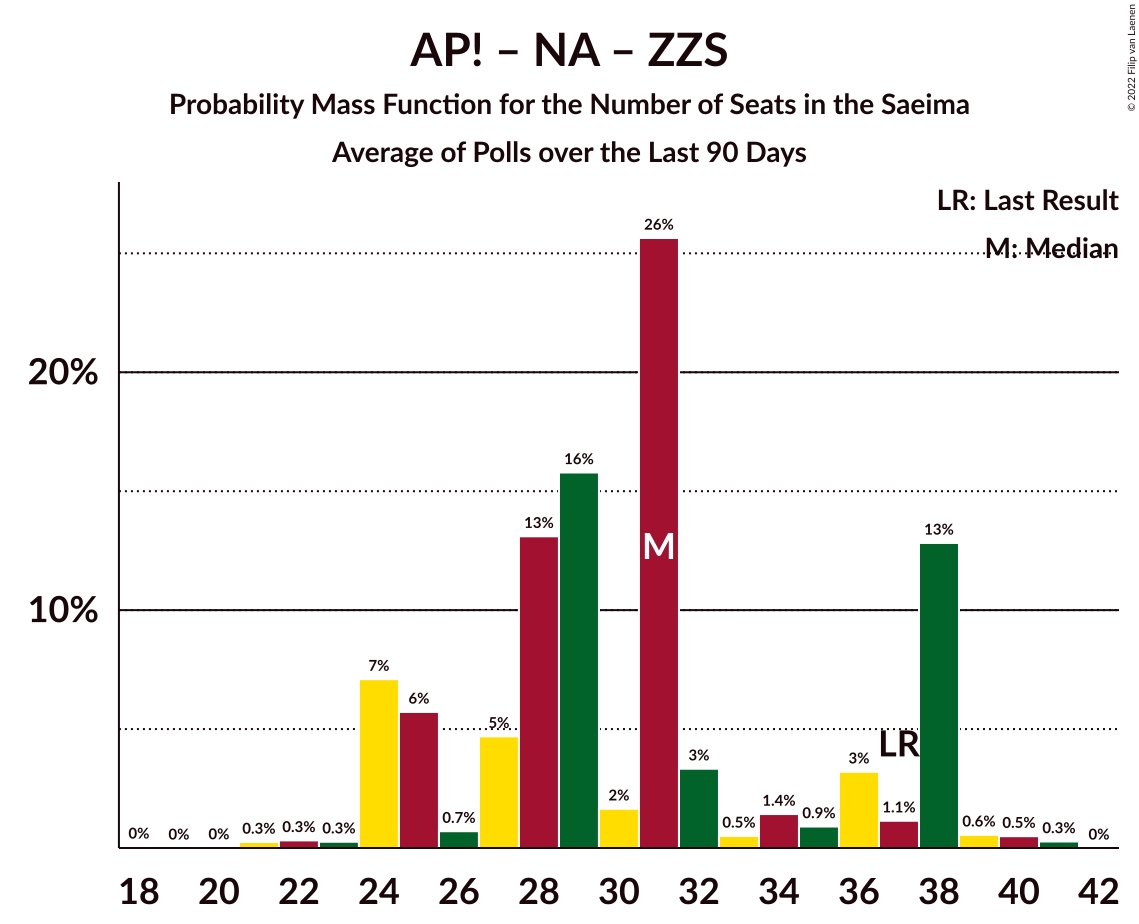 AP! – NA – ZZS
Probability Mass Function for the Number of Seats in the Saeima
Average of Polls over the Last 90 Days
© 2022 Filip van Laenen
LR: Last Result
M: Median
20%
10%
0% 0% 0% 0.3% 0.3% 0.3% 7% 6% 0.7% 5% 13% 16% 2% 26% 3% 0.5% 1.4% 0.9% 3% 1.1% 13% 0.6% 0.5% 0.3% 0%
M
LR
18 20 22 24 26 28 30 32 34 36 38 40 42